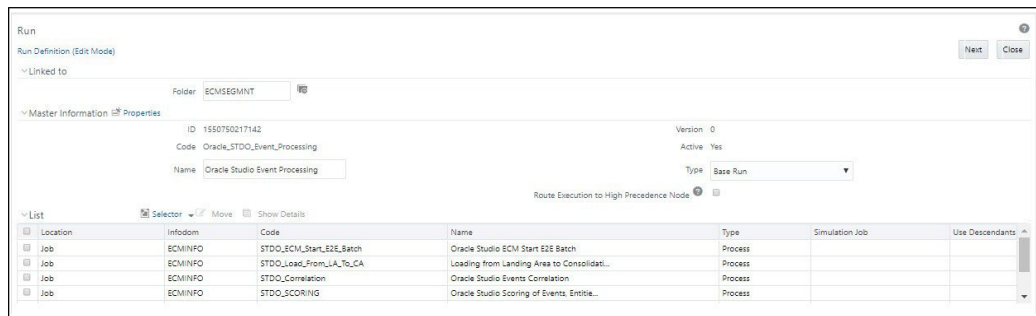 Run
Run Definition (Edit Mode)
Next Close
Linked to
Folder ECMSEGMNT
Master Information Properties
ID 1550750217142 Version 0
Code Oracle_STDO_Event_Processing Active Yes
Name Oracle Studio Event Processing Type Base Run
Route Execution to High Precedence Node ?
List Selector Move Show Details
Location Infodom Code Name Type Simulation Job Use Descendants
Job ECMINFO STDO_ECM_Start_E2E_Batch Oracle Studio ECM Start E2E Batch Process
Job ECMINFO STDO_Load_From_LA_To_CA Loading from Landing Area to Consolidati... Process
Job ECMINFO STDO_Correlation Oracle Studio Events Correlation Process
Job ECMINFO STDO_SCORING Oracle Studio Scoring of Events, Entitie... Process